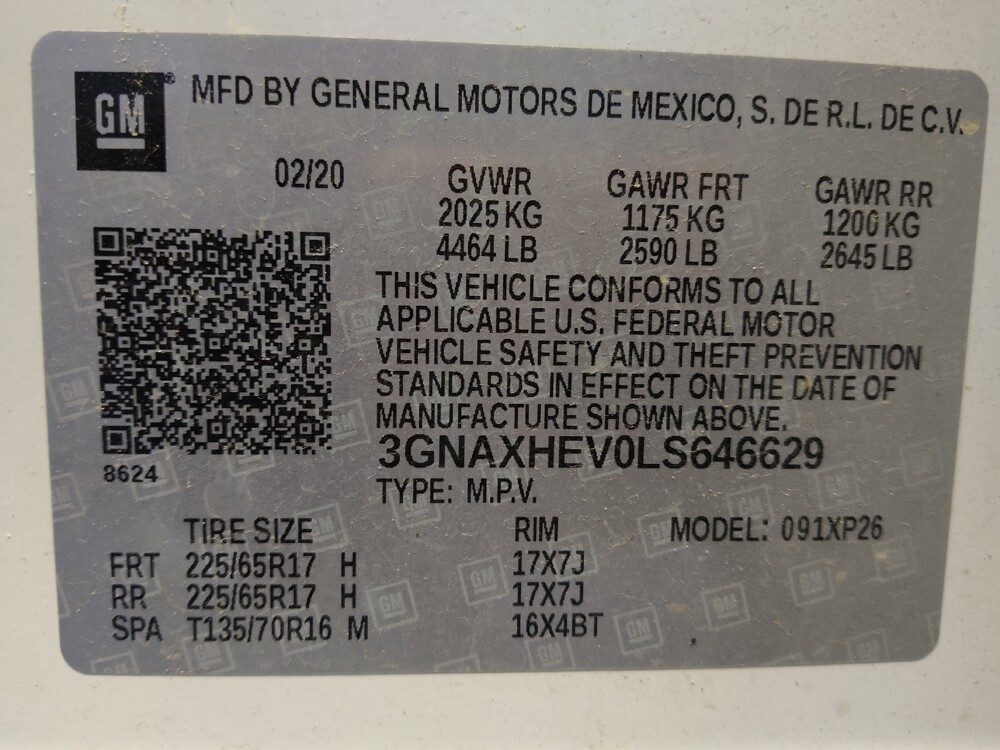 GM® MFD BY GENERAL MOTORS DE MEXICO, S. DE R.L. DE C.V.
02/20 GVWR GAWR FRT GAWR RR
2025 KG 1175 KG 1200 KG
4464 LB 2590 LB 2645 LB
THIS VEHICLE CONFORMS TO ALL
APPLICABLE U.S. FEDERAL MOTOR
VEHICLE SAFETY AND THEFT PREVENTION
STANDARDS IN EFFECT ON THE DATE OF
MANUFACTURE SHOWN ABOVE.
3GNAXHEV0LS646629
8624
TYPE: M.P.V.
TIRE SIZE RIM MODEL: 091XP26
FRT 225/65R17 H 17X7J
RR 225/65R17 H 17X7J
SPA T135/70R16 M 16X4BT